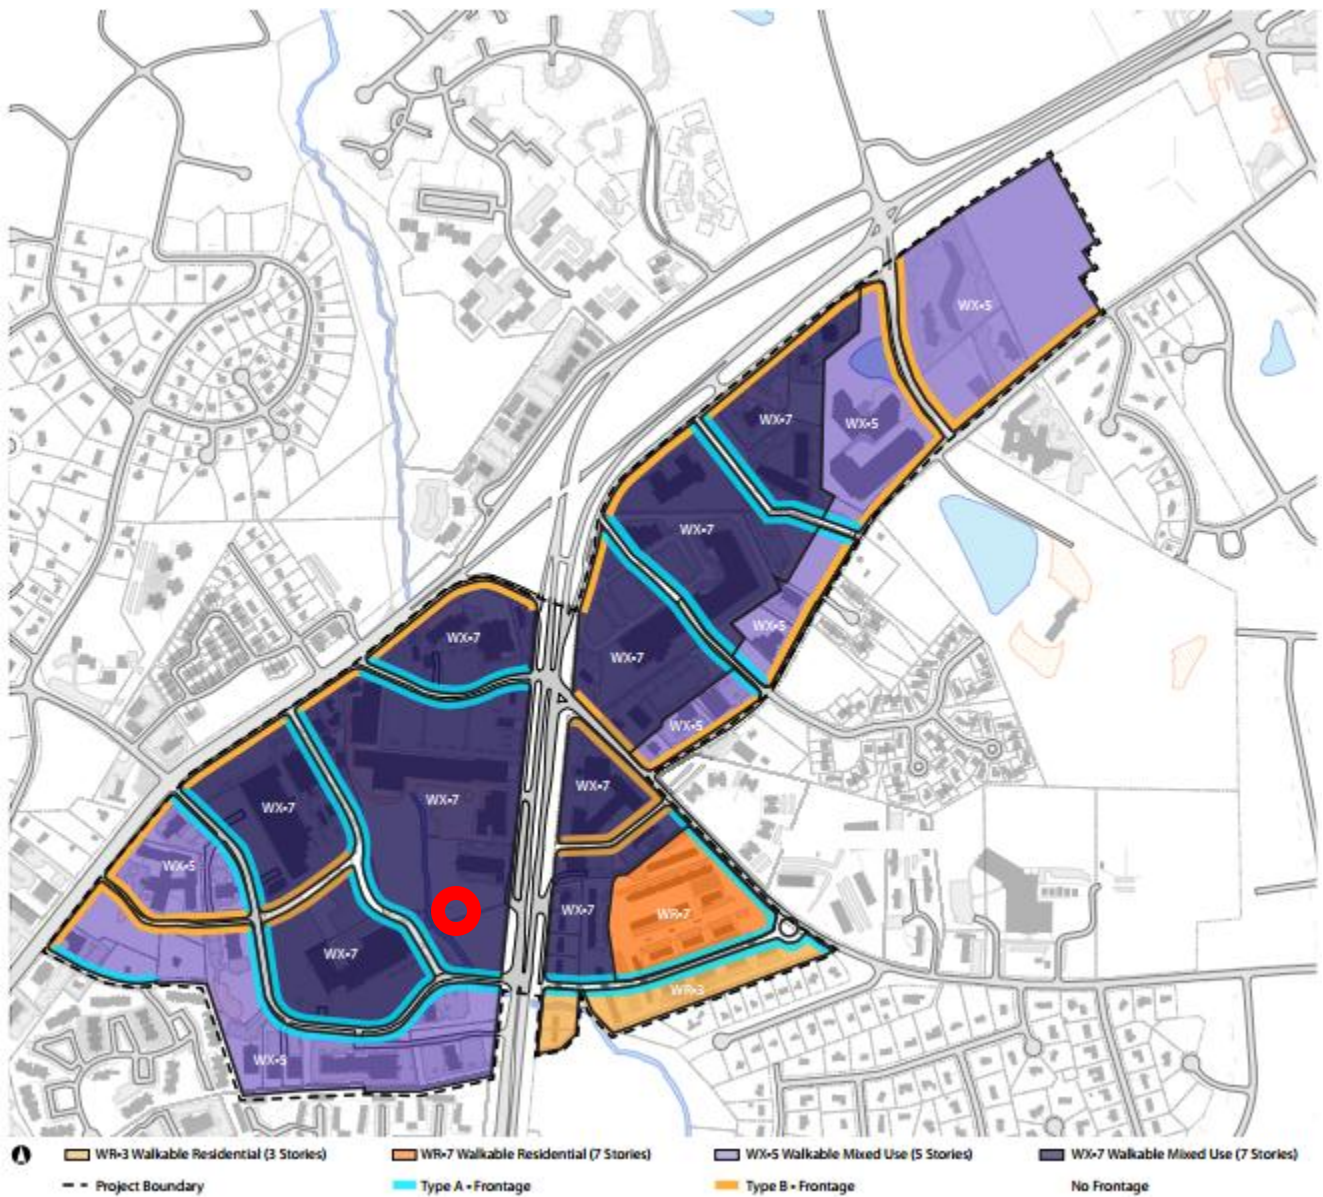 WX-5
WX-7
WX-5
WX-7
WX-5
WX-7
WX-7
WX-5
WX-7
WX-7
WX-7
WX-5
WX-7
WR-7
WX-7
WR-3
WX-5
WR-3 Walkable Residential (3 Stories)
WR-7 Walkable Residential (7 Stories)
WX-5 Walkable Mixed Use (5 Stories)
WX-7 Walkable Mixed Use (7 Stories)
Project Boundary
Type A - Frontage
Type B - Frontage
No Frontage